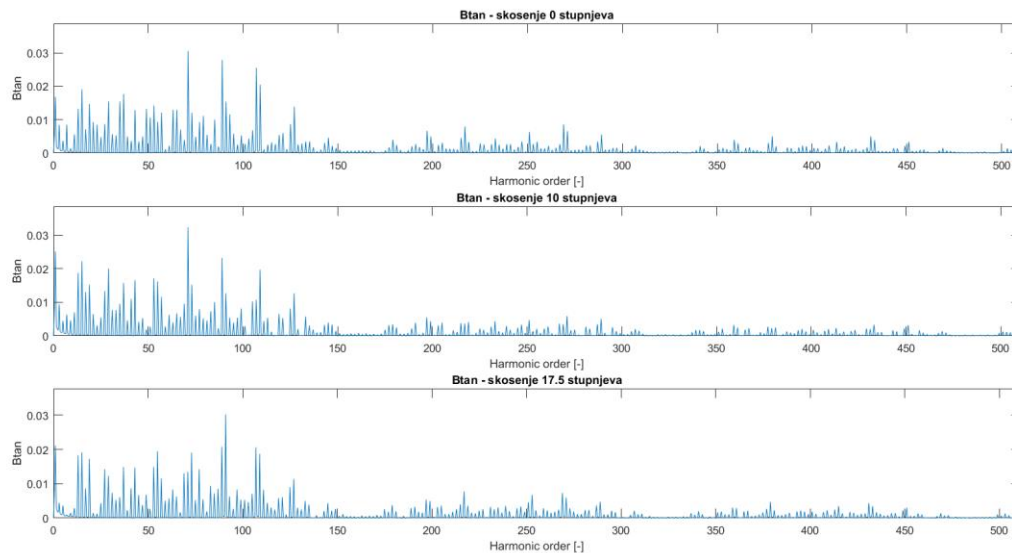 Btan - skosenje 0 stupnjeva
Btan
0.03
0.02
0.01
0
0 50 100 150 200 250 300 350 400 450 500
Harmonic order [-]
Btan - skosenje 10 stupnjeva
Btan
0.03
0.02
0.01
0
0 50 100 150 200 250 300 350 400 450 500
Harmonic order [-]
Btan - skosenje 17.5 stupnjeva
Btan
0.03
0.02
0.01
0
0 50 100 150 200 250 300 350 400 450 500
Harmonic order [-]